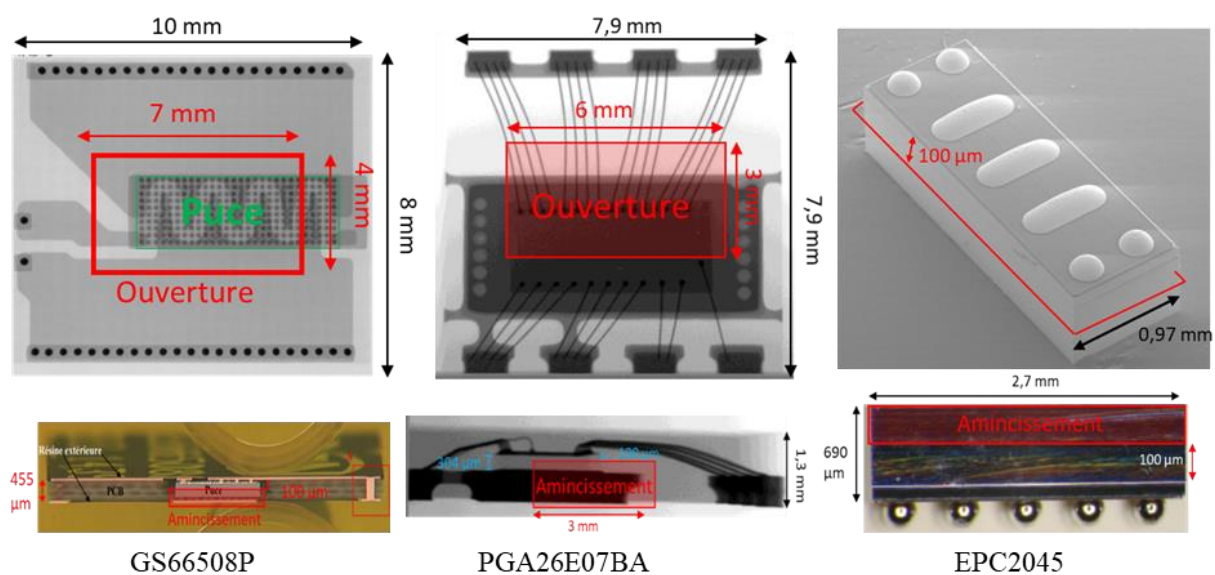 10 mm
7 mm
4 mm
8 mm
Puce
Ouverture
7,9 mm
6 mm
3 mm
7,9 mm
Ouverture
100 µm
0,97 mm
Résine extérieure
455
µm
PCB
Puce
100 µm
Amincissement
304 µm
Amincissement
1,3 mm
3 mm
2,7 mm
690
µm
Amincissement
100 µm
GS66508P
PGA26E07BA
EPC2045